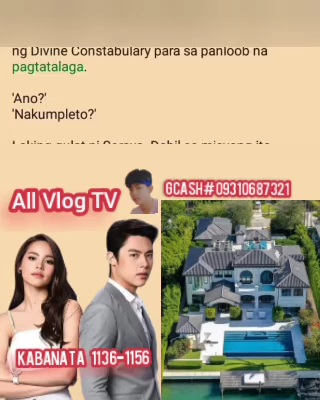 ng Divine Constabulary para sa panloob na
pagtatalaga.
'Ano?'
'Nakumpleto?'
All Vlog TV
GCASH#09310687321
KABANATA 1136-1156